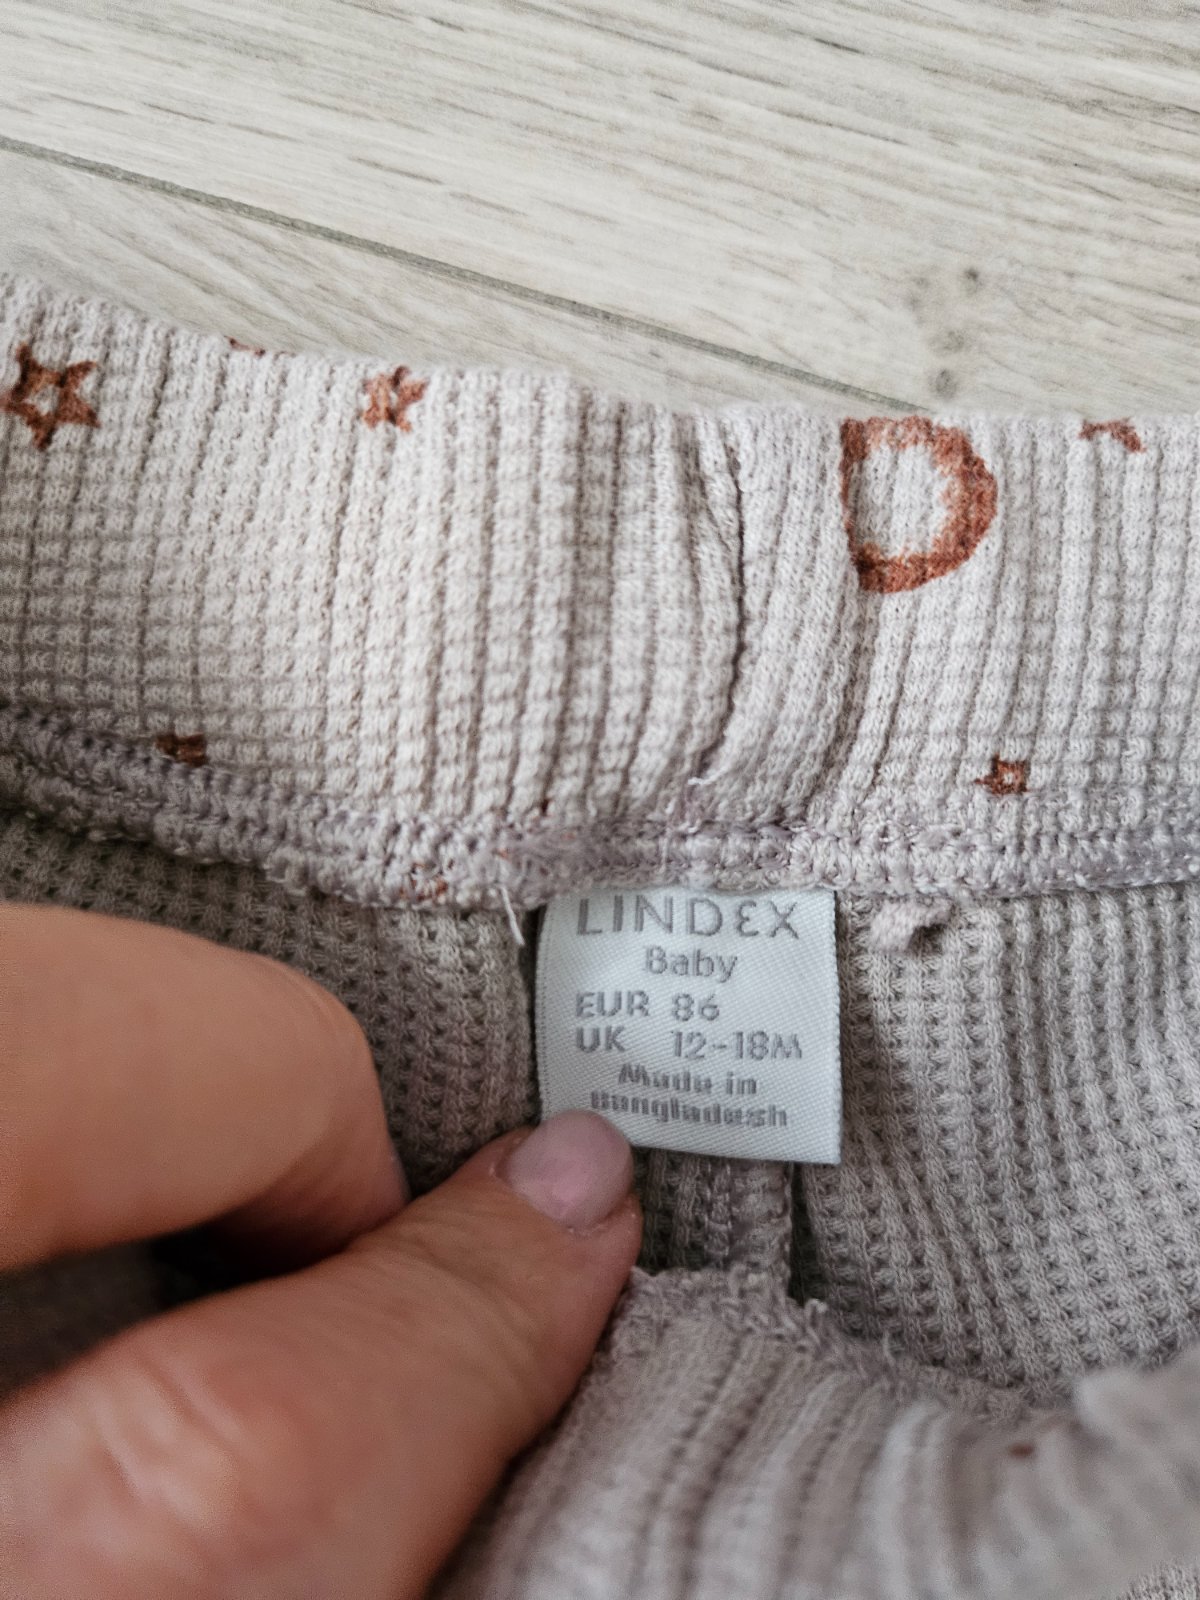 LINDEX
Baby
EUR 86
UK 12-18M
Made in
Bangladesh